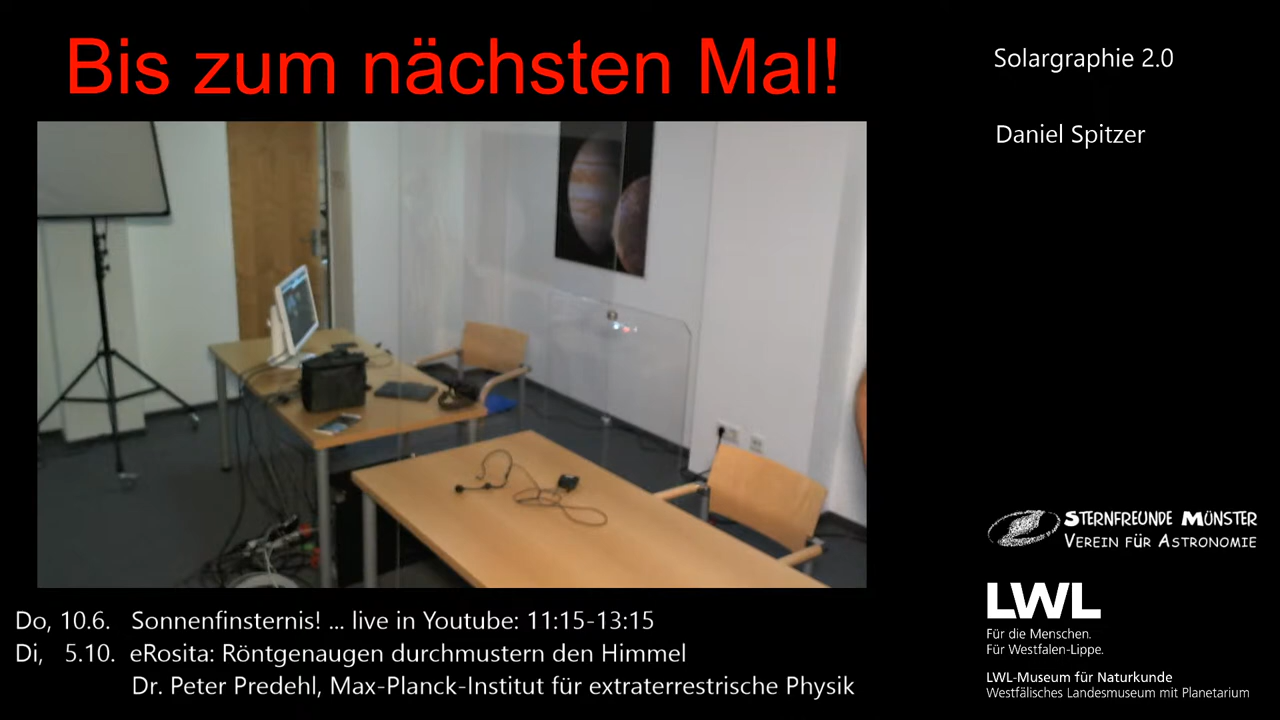 Bis zum nächsten Mal!
Solargraphie 2.0
Daniel Spitzer
Do, 10.6. Sonnenfinsternis! ... live in Youtube: 11:15-13:15
Di, 5.10. eRosita: Röntgenaugen durchmustern den Himmel
Dr. Peter Predehl, Max-Planck-Institut für extraterrestrische Physik
STERNFREUNDE MÜNSTER
VEREIN FÜR ASTRONOMIE
LWL
Für die Menschen.
Für Westfalen-Lippe.
LWL-Museum für Naturkunde
Westfälisches Landesmuseum mit Planetarium